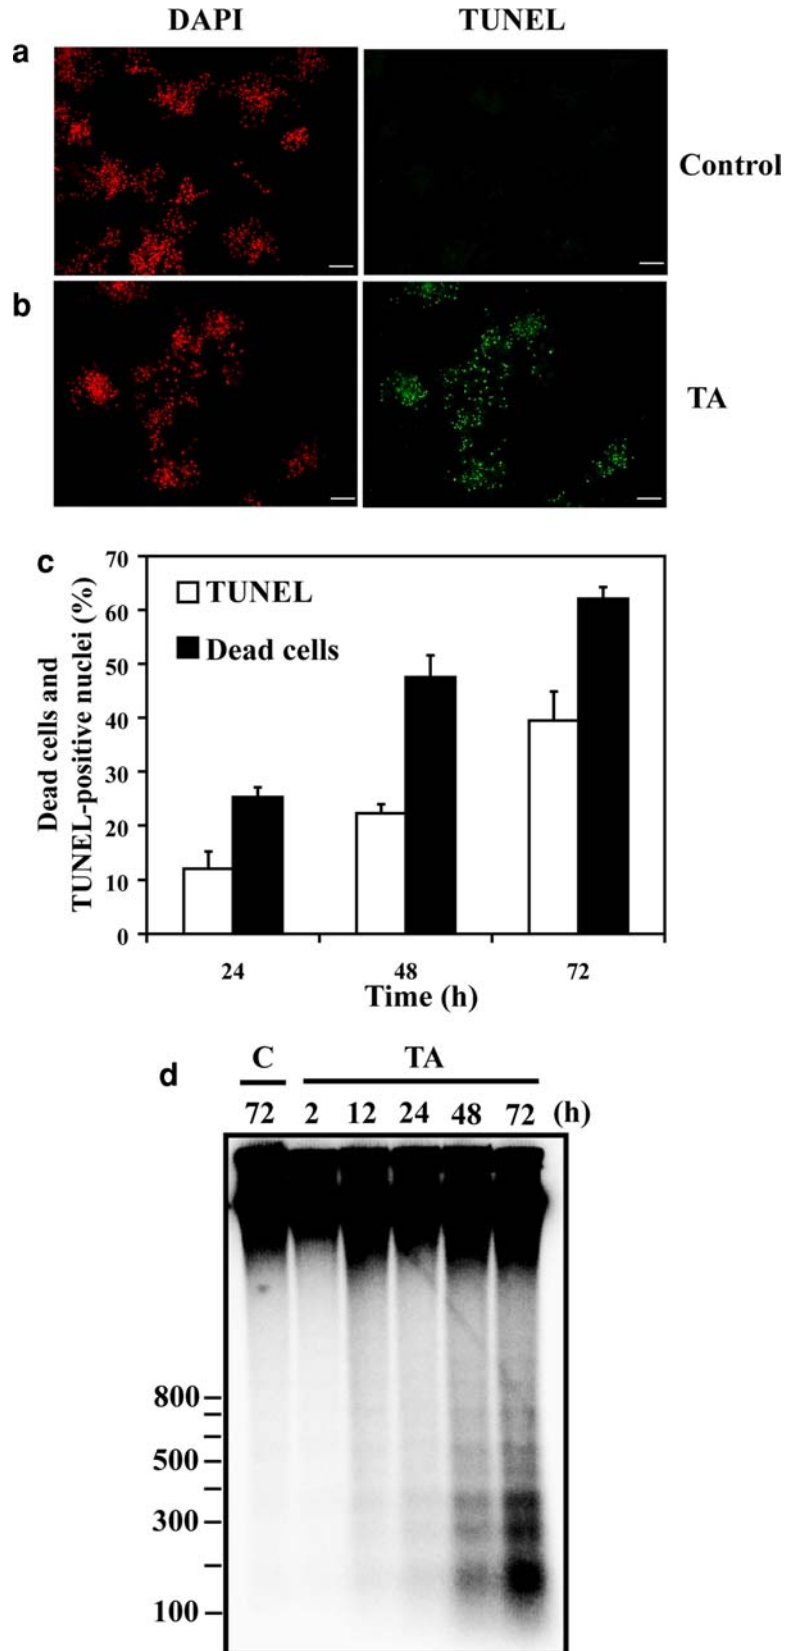 DAPI TUNEL
a
Control
b
TA
c
70
60
50
40
30
20
10
0
Dead cells and
TUNEL-positive nuclei (%)
TUNEL
Dead cells
24 48 72
Time (h)
d
C TA
72 2 12 24 48 72 (h)
800
500
300
100